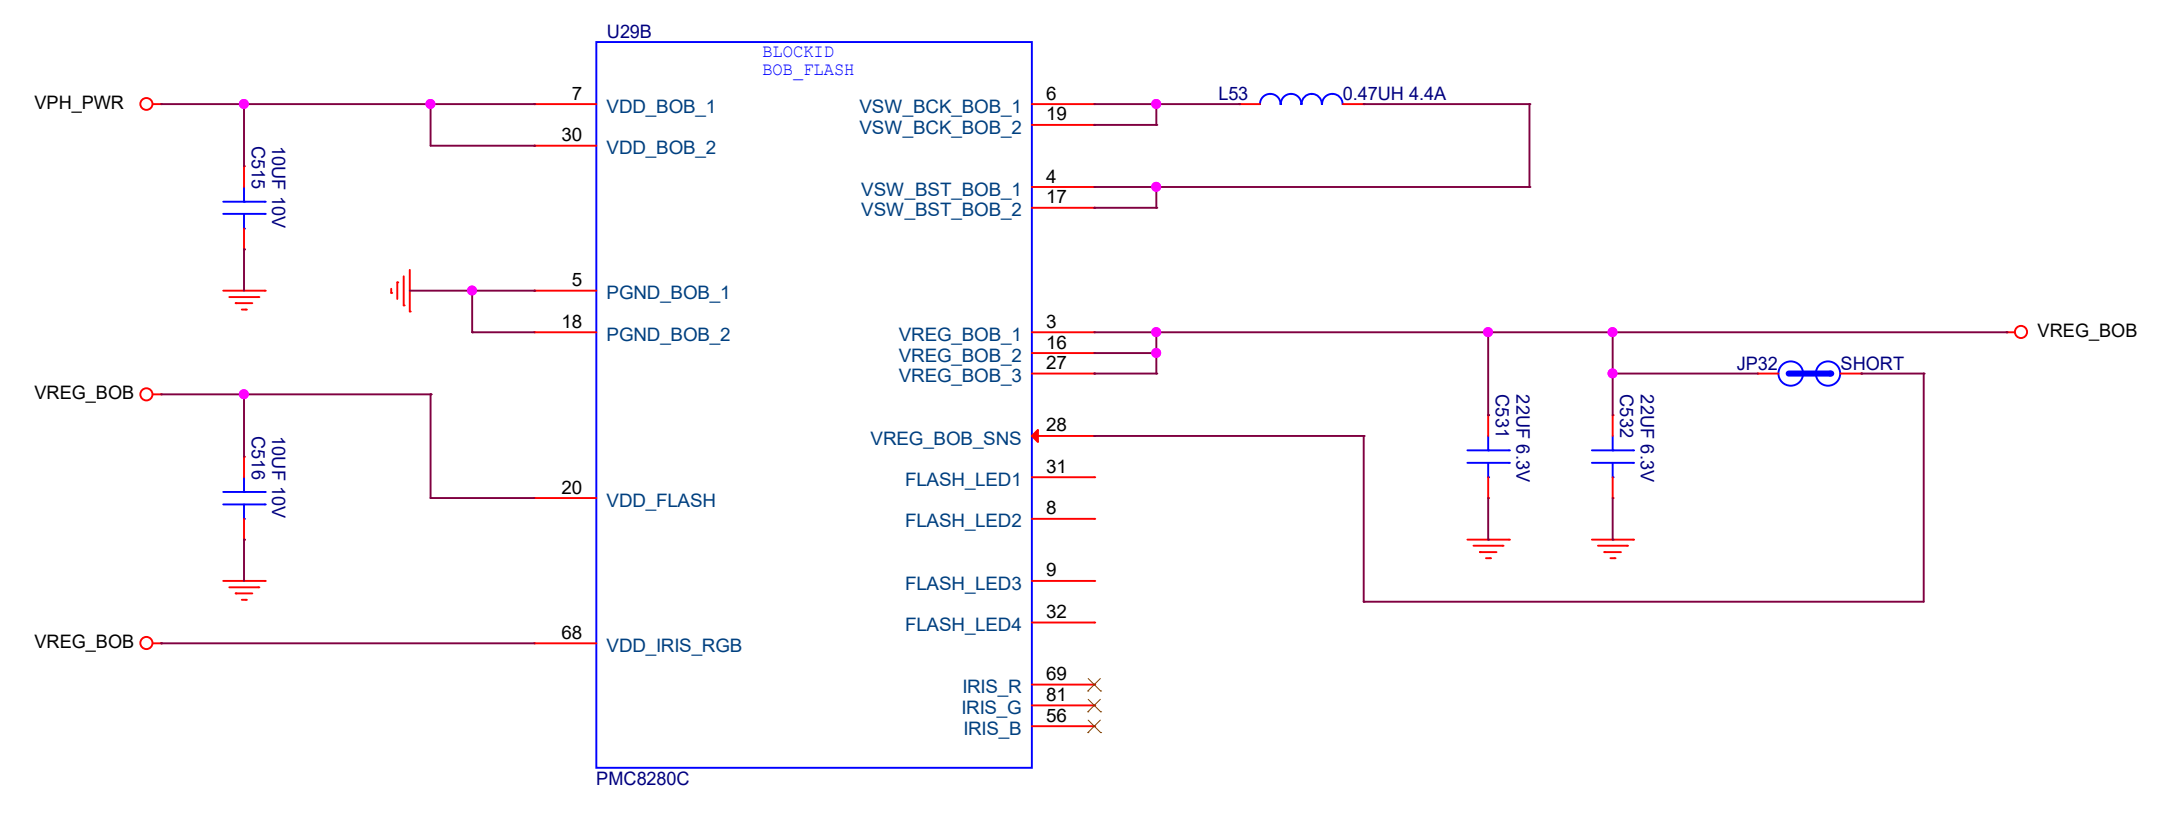 U29B
BLOCKID
BOB_FLASH
VPH_PWR
7
VDD_BOB_1
30
VDD_BOB_2
10UF 10V
C515
5
PGND_BOB_1
18
PGND_BOB_2
VREG_BOB
10UF 10V
C516
20
VDD_FLASH
VREG_BOB
68
VDD_IRIS_RGB
VSW_BCK_BOB_1
6
VSW_BCK_BOB_2
19
L53
0.47UH 4.4A
VSW_BST_BOB_1
4
VSW_BST_BOB_2
17
VREG_BOB_1
3
VREG_BOB_2
16
VREG_BOB_3
27
VREG_BOB
JP32
SHORT
22UF 6.3V
C531
22UF 6.3V
C532
VREG_BOB_SNS
28
FLASH_LED1
31
FLASH_LED2
8
FLASH_LED3
9
FLASH_LED4
32
IRIS_R
69
IRIS_G
81
IRIS_B
56
PMC8280C